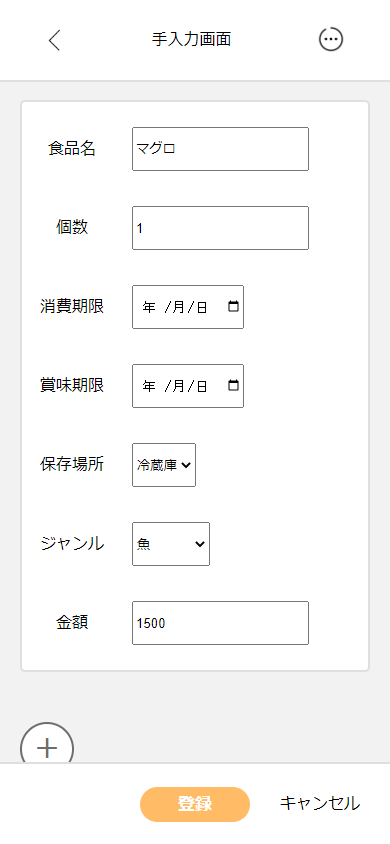 手入力画面
食品名 マグロ
個数 1
消費期限 年 /月/日
賞味期限 年 /月/日
保存場所 冷蔵庫
ジャンル 魚
金額 1500
登録 キャンセル